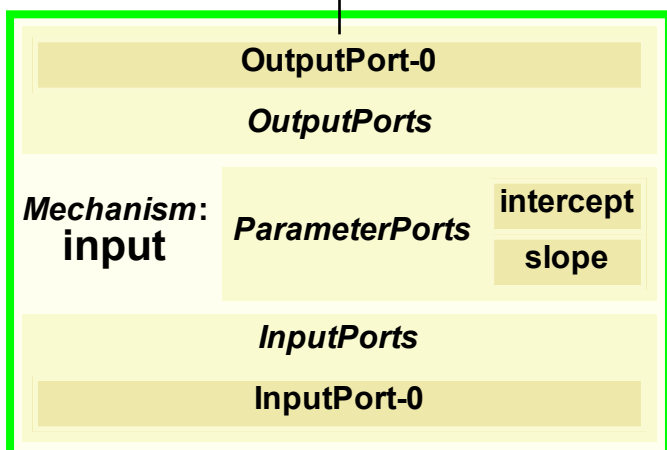 OutputPort-0
OutputPorts
Mechanism:
input
ParameterPorts
intercept
slope
InputPorts
InputPort-0